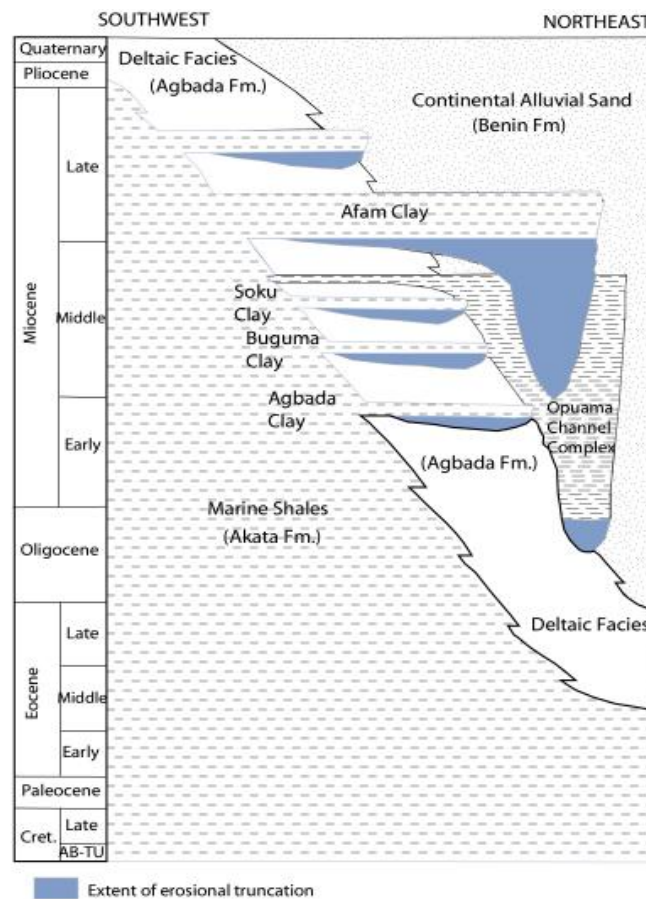 SOUTHWEST
NORTHEAST
Quaternary
Pliocene
Miocene
Late
Middle
Early
Oligocene
Eocene
Late
Middle
Early
Paleocene
Cret.
Late
AB-TU
Deltaic Facies
(Agbada Fm.)
Continental Alluvial Sand
(Benin Fm)
Afam Clay
Soku
Clay
Buguma
Clay
Agbada
Clay
Opuama
Channel
Complex
(Agbada Fm.)
Marine Shales
(Akata Fm.)
Deltaic Facies
Extent of erosional truncation